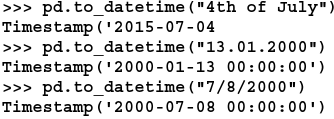 >>> pd.to_datetime("4th of July")
Timestamp('2015-07-04
>>> pd.to_datetime("13.01.2000")
Timestamp('2000-01-13 00:00:00')
>>> pd.to_datetime("7/8/2000")
Timestamp('2000-07-08 00:00:00')